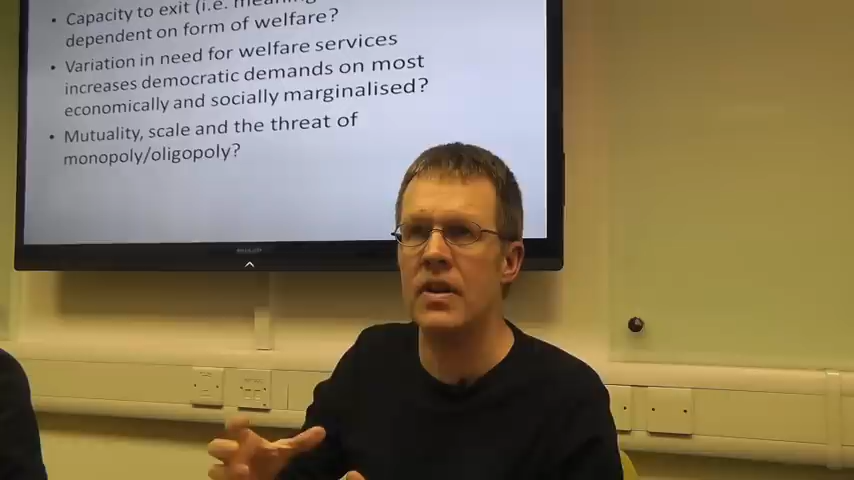 • Capacity to exit (i.e. meaning
dependent on form of welfare?
• Variation in need for welfare services
increases democratic demands on most
economically and socially marginalised?
• Mutuality, scale and the threat of
monopoly/oligopoly?